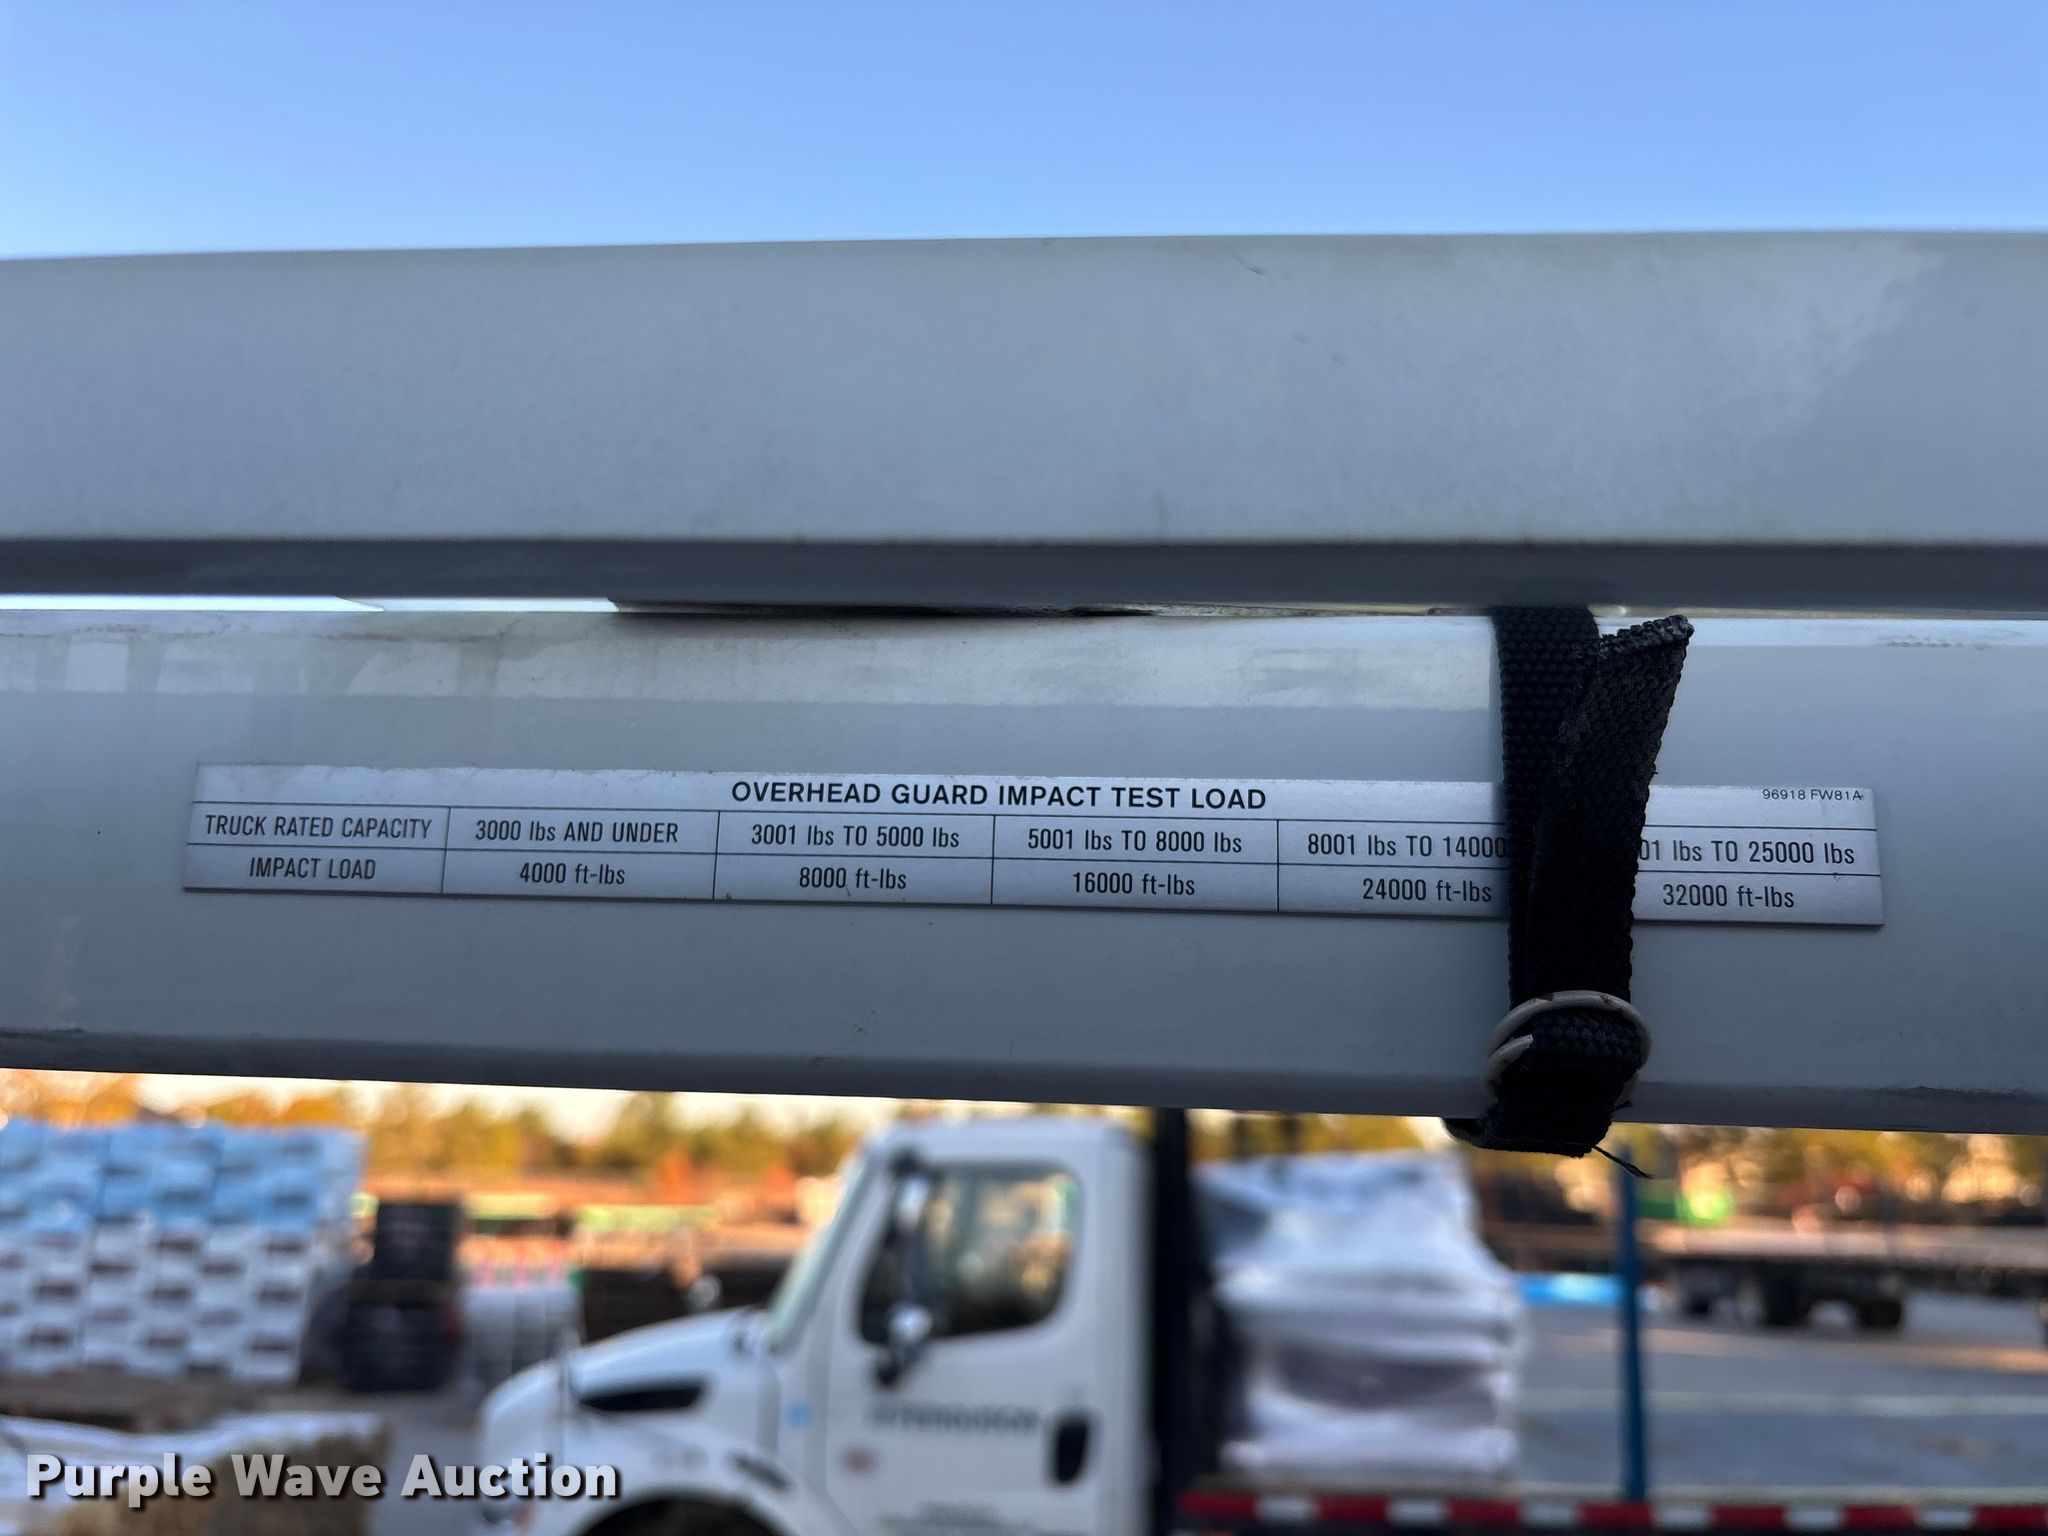 OVERHEAD GUARD IMPACT TEST LOAD 96918 FW81A
TRUCK RATED CAPACITY 3000 lbs AND UNDER 3001 lbs TO 5000 lbs 5001 lbs TO 8000 lbs 8001 lbs TO 14000 01 lbs TO 25000 lbs
IMPACT LOAD 4000 ft-lbs 8000 ft-lbs 16000 ft-lbs 24000 ft-lbs 32000 ft-lbs
Purple Wave Auction